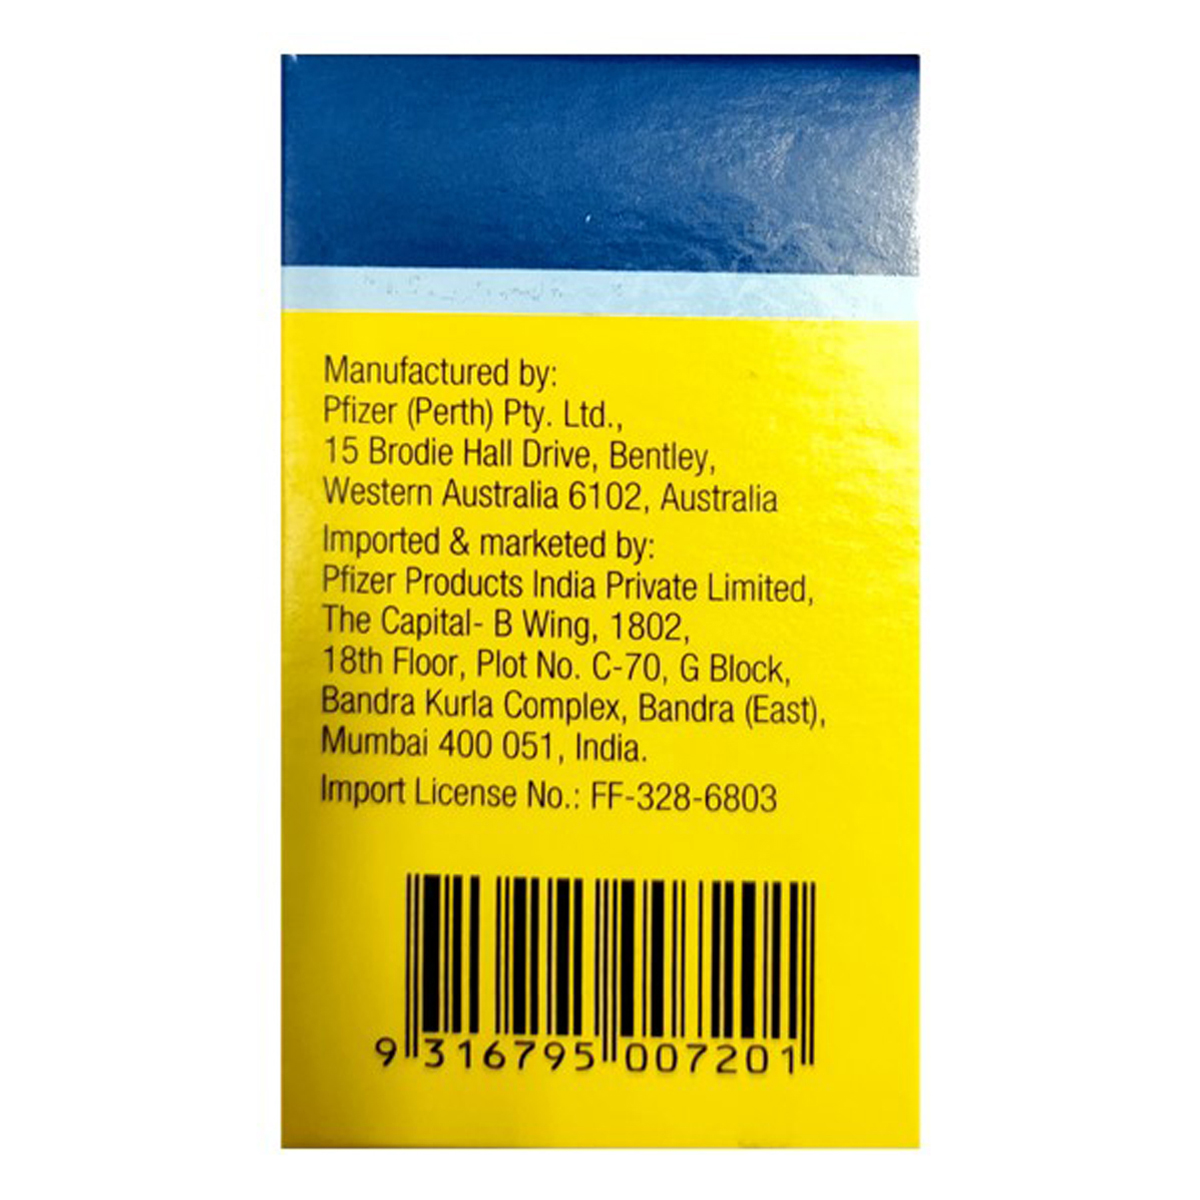 Manufactured by:
Pfizer (Perth) Pty. Ltd.,
15 Brodie Hall Drive, Bentley,
Western Australia 6102, Australia
Imported & marketed by:
Pfizer Products India Private Limited,
The Capital- B Wing, 1802,
18th Floor, Plot No. C-70, G Block,
Bandra Kurla Complex, Bandra (East),
Mumbai 400 051, India.
Import License No.: FF-328-6803
9 316795 007201